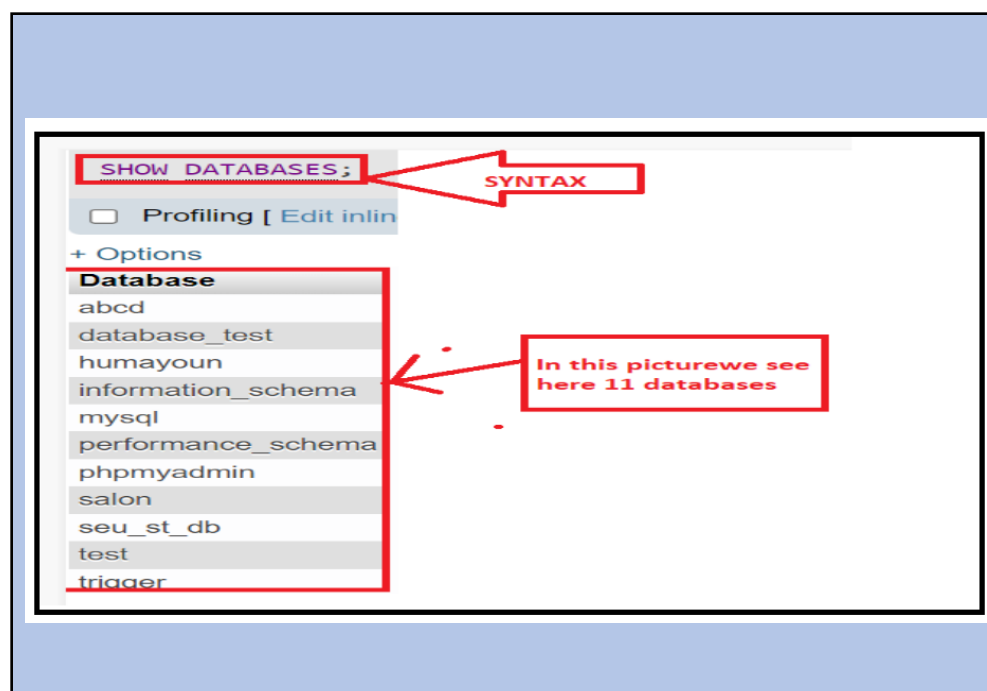 SHOW DATABASES;
SYNTAX
Profiling [ Edit inlin
+ Options
Database
abcd
database_test
humayoun
In this picturewe see
here 11 databases
information_schema
mysql
performance_schema
phpmyadmin
salon
seu_st_db
test
trigger